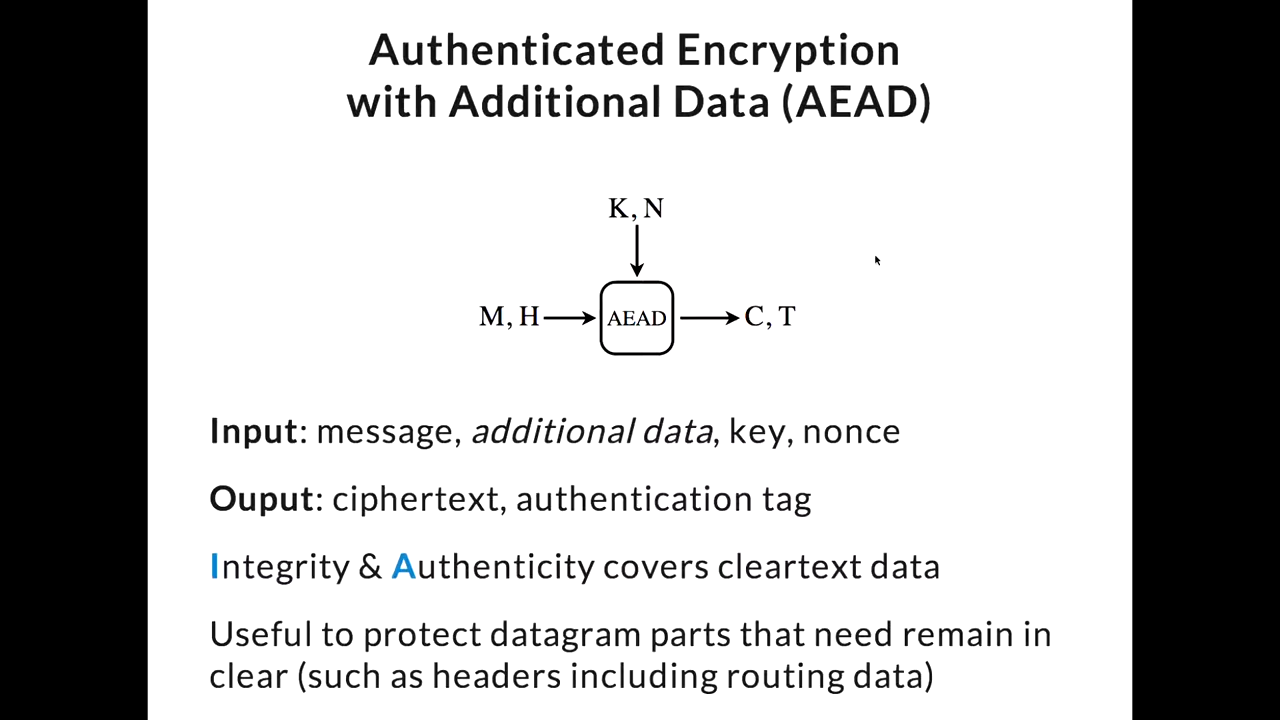 Authenticated Encryption
with Additional Data (AEAD)
K, N
M, H
AEAD
C, T
Input: message, additional data, key, nonce
Ouput: ciphertext, authentication tag
Integrity & Authenticity covers cleartext data
Useful to protect datagram parts that need remain in
clear (such as headers including routing data)